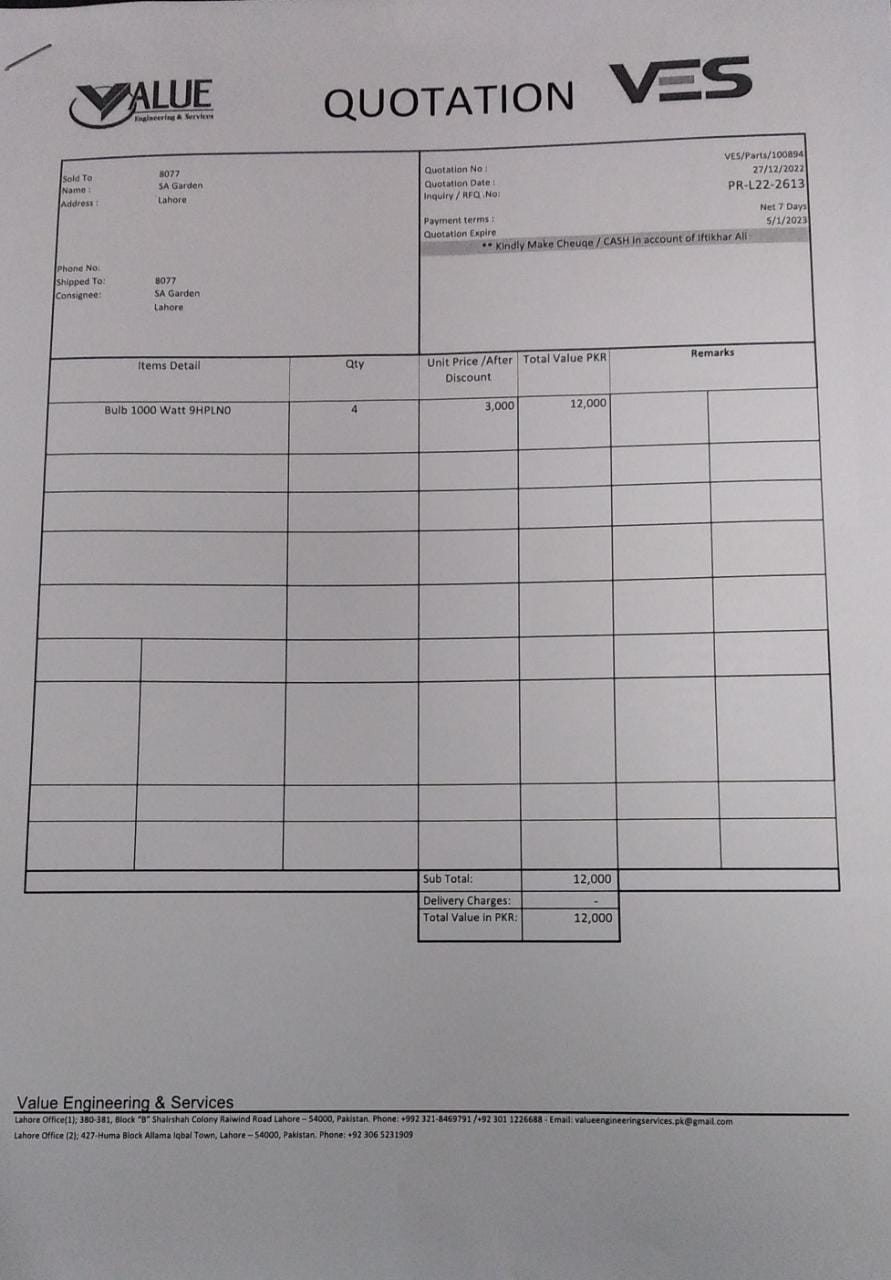 VALUE
Engineering & Services
QUOTATION
VES
Sold To 8077
Name : SA Garden
Address : Lahore
Phone No:
Shipped To: 8077
Consignee: SA Garden
Lahore
VES/Parts/100894
Quotation No : 27/12/2022
Quotation Date : PR-L22-2613
Inquiry / RFQ .No:
Net 7 Days
Payment terms : 5/1/2023
Quotation Expire
** Kindly Make Cheuqe / CASH in account of Iftikhar Ali
Items Detail Qty Unit Price /After Discount Total Value PKR Remarks
Bulb 1000 Watt 9HPLN0 4 3,000 12,000
Sub Total: 12,000
Delivery Charges: -
Total Value in PKR: 12,000
Value Engineering & Services
Lahore Office(1); 380-381, Block "B" Shairshah Colony Raiwind Road Lahore – 54000, Pakistan. Phone: +992 321-8469791 /+92 301 1226688 - Email: valueengineeringservices.pk@gmail.com
Lahore Office (2); 427-Huma Block Allama Iqbal Town, Lahore – 54000, Pakistan. Phone: +92 306 5231909